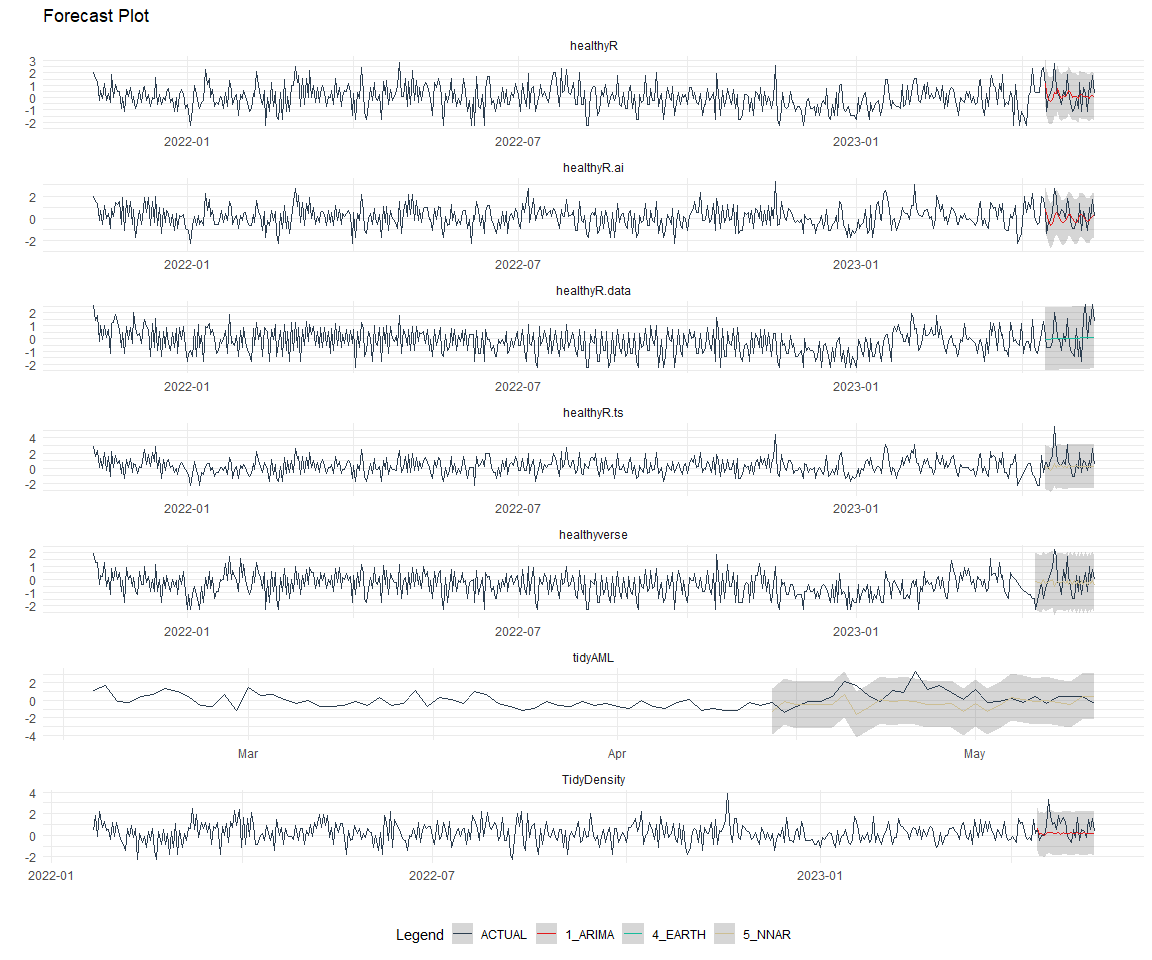 Forecast Plot
healthyR
3
2
1
0
-1
-2
2022-01 2022-07 2023-01
healthyR.ai
2
0
-2
2022-01 2022-07 2023-01
healthyR.data
2
1
0
-1
-2
2022-01 2022-07 2023-01
healthyR.ts
4
2
0
-2
2022-01 2022-07 2023-01
healthyverse
2
1
0
-1
-2
2022-01 2022-07 2023-01
tidyAML
2
0
-2
-4
Mar Apr May
TidyDensity
4
2
0
-2
2022-01 2022-07 2023-01
Legend ACTUAL 1_ARIMA 4_EARTH 5_NNAR